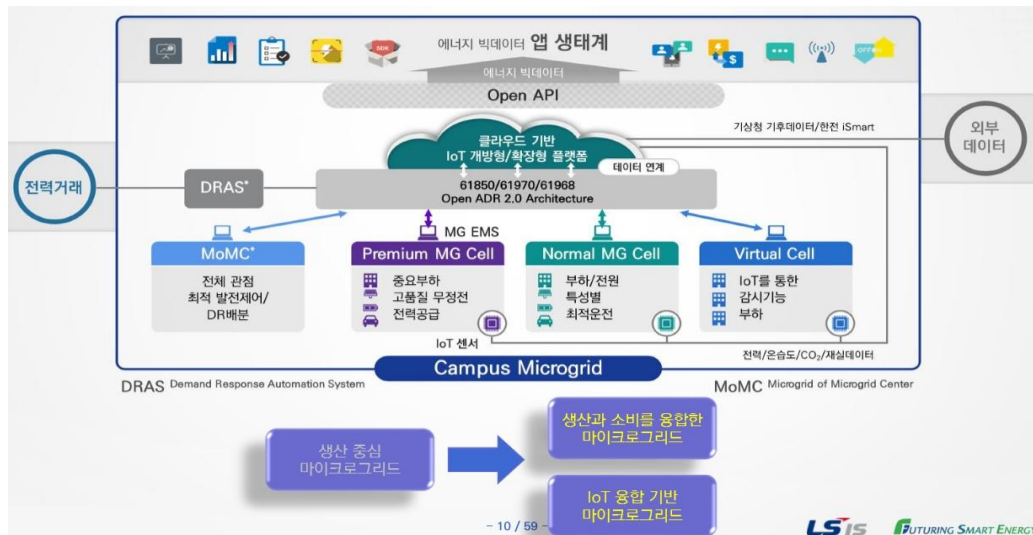 에너지 빅데이터 앱 생태계
SDK
$
OFF
에너지 빅데이터
Open API
기상청 기후데이터/한전 iSmart
외부
데이터
클라우드 기반
IoT 개방형/확장형 플랫폼
데이터 연계
전력거래
DRAS*
61850/61970/61968
Open ADR 2.0 Architecture
MG EMS
MoMC*
전체 관점
최적 발전제어/
DR배분
Premium MG Cell
중요부하
고품질 무정전
전력공급
Normal MG Cell
부하/전원
특성별
최적운전
Virtual Cell
IoT를 통한
감시기능
부하
IoT 센서
전력/온습도/CO₂/재실데이터
Campus Microgrid
DRAS Demand Response Automation System
MoMC Microgrid of Microgrid Center
생산 중심
마이크로그리드
생산과 소비를 융합한
마이크로그리드
IoT 융합 기반
마이크로그리드
- 10 / 59 -
LSIS
FUTURING SMART ENERGY